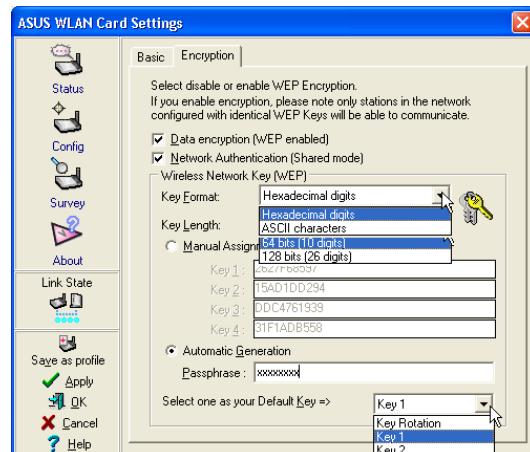 ASUS WLAN Card Settings
Status
Config
Survey
About
Link State
Save as profile
Apply
OK
Cancel
Help
Basic
Encryption
Select disable or enable WEP Encryption.
If you enable encryption, please note only stations in the network
configured with identical WEP Keys will be able to communicate.
Data encryption (WEP enabled)
Network Authentication (Shared mode)
Wireless Network Key (WEP)
Key Format: Hexadecimal digits
Hexadecimal digits
ASCII characters
Key Length:
64 bits (10 digits)
128 bits (26 digits)
Manual Assignm
Key 1 : 2627F68597
Key 2 : 15AD1DD294
Key 3 : DDC4761939
Key 4 : 31F1ADB558
Automatic Generation
Passphrase : xxxxxxxx
Select one as your Default Key => Key 1
Key Rotation
Key 1
Key 2